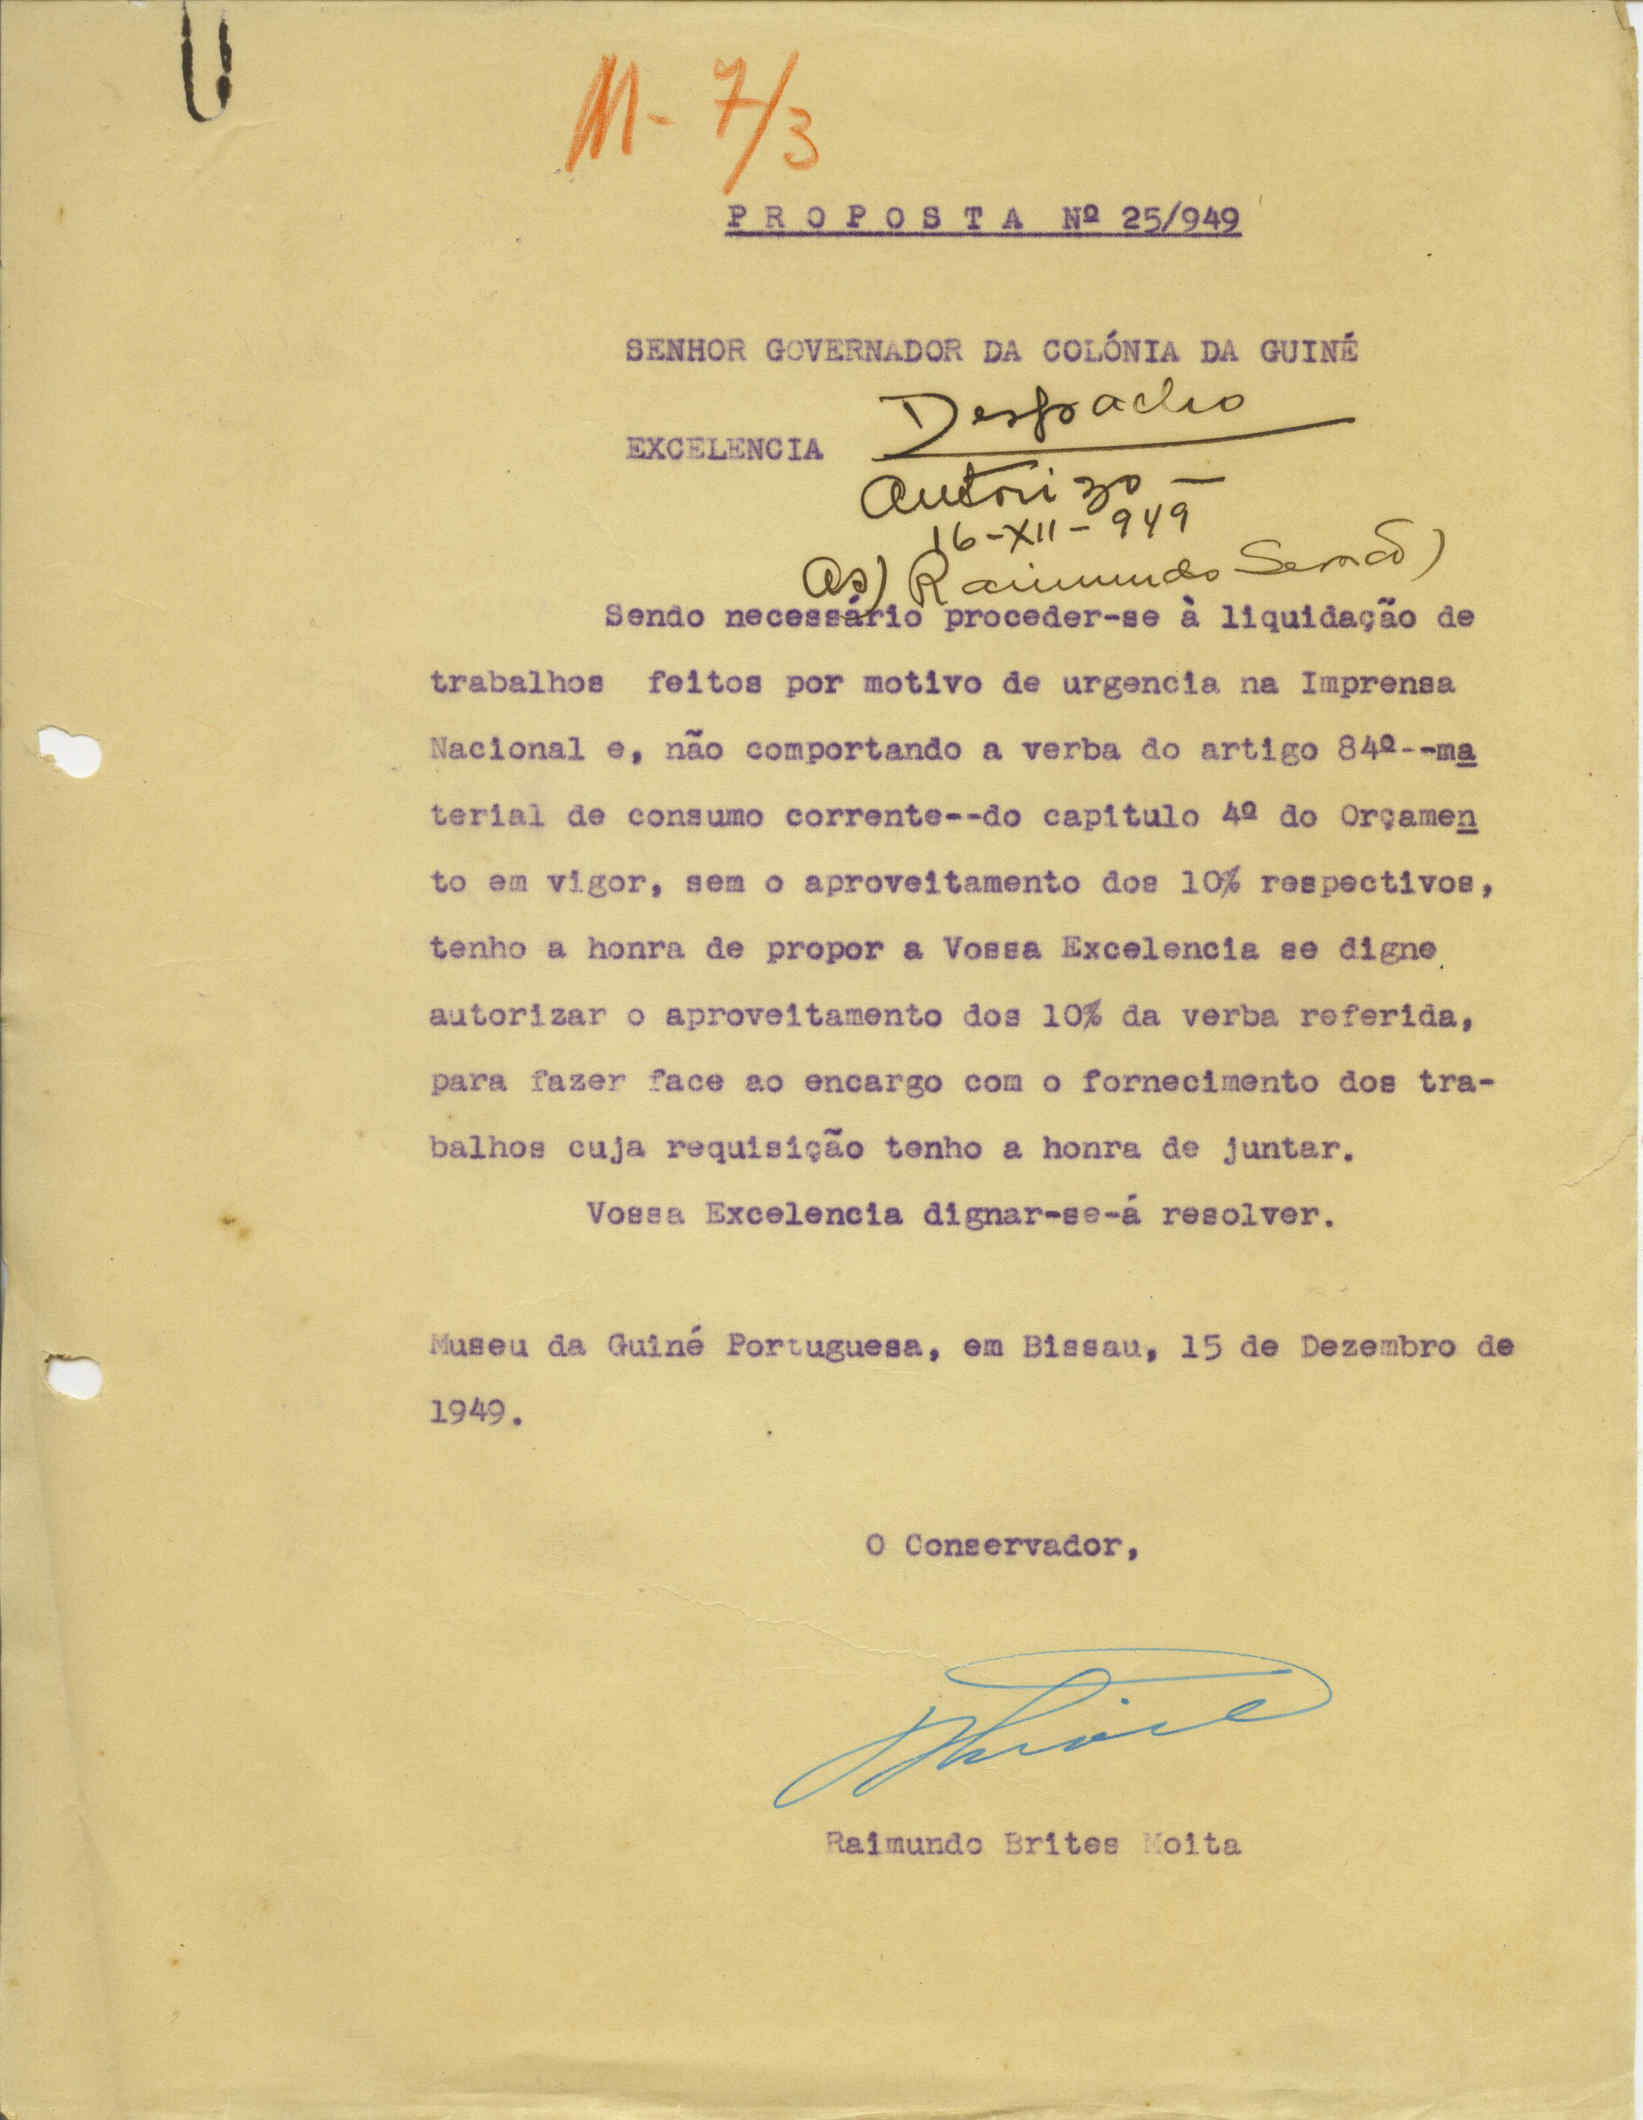 M- 7/3
PROPOSTA Nº 25/949
SENHOR GOVERNADOR DA COLÓNIA DA GUINÉ
Despacho
EXCELENCIA
Autorizo —
16-XII-949
as) Raimundo Serrão)
Sendo necessário proceder-se à liquidação de
trabalhos feitos por motivo de urgencia na Imprensa
Nacional e, não comportando a verba do artigo 84º--ma
terial de consumo corrente--do capitulo 4º do Orçamen
to em vigor, sem o aproveitamento dos 10% respectivos,
tenho a honra de propor a Vossa Excelencia se digne
autorizar o aproveitamento dos 10% da verba referida,
para fazer face ao encargo com o fornecimento dos tra-
balhos cuja requisição tenho a honra de juntar.
Vossa Excelencia dignar-se-á resolver.
Museu da Guiné Portuguesa, em Bissau, 15 de Dezembro de
1949.
O Conservador,
Raimundo Brites Moita